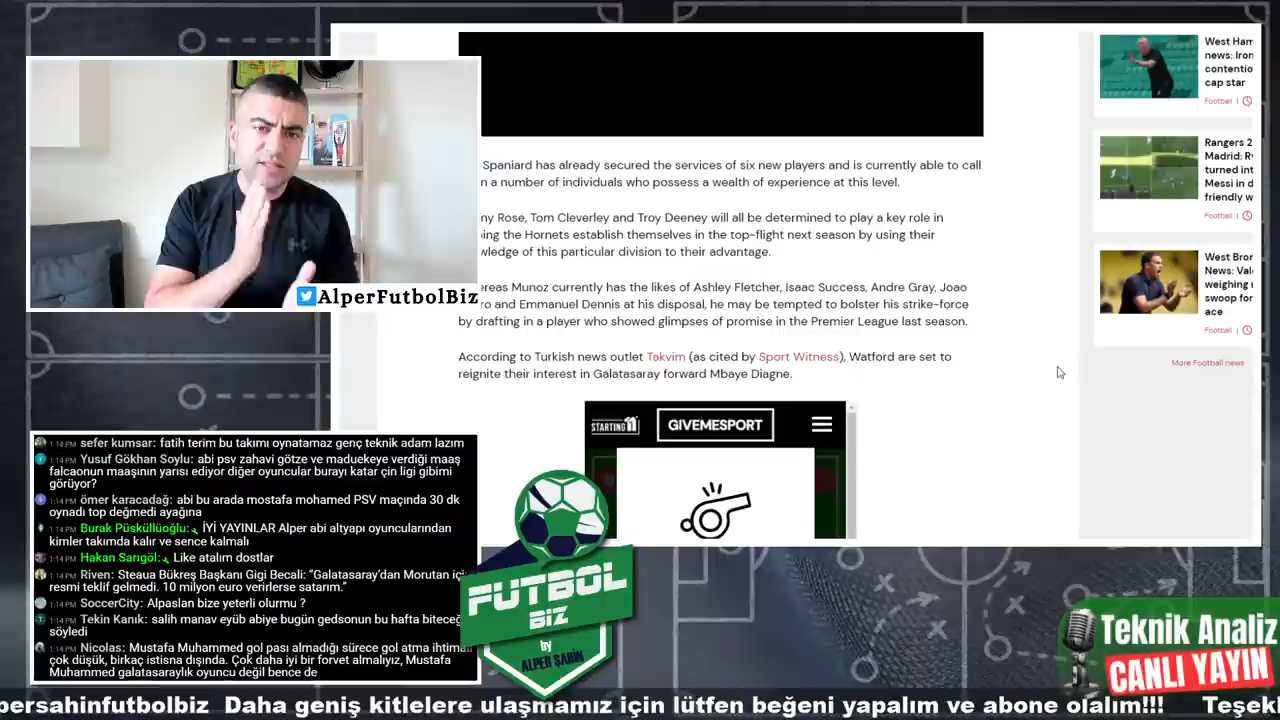 Spaniard has already secured the services of six new players and is currently able to call
n a number of individuals who possess a wealth of experience at this level.
ny Rose, Tom Cleverley and Troy Deeney will all be determined to play a key role in
ing the Hornets establish themselves in the top-flight next season by using their
wledge of this particular division to their advantage.
ereas Munoz currently has the likes of Ashley Fletcher, Isaac Success, Andre Gray, Joao
ro and Emmanuel Dennis at his disposal, he may be tempted to bolster his strike-force
by drafting in a player who showed glimpses of promise in the Premier League last season.
According to Turkish news outlet Takvim (as cited by Sport Witness), Watford are set to
reignite their interest in Galatasaray forward Mbaye Diagne.
STARTING 11
GIVEMESPORT
West Ham
news: Iron
contentio
cap star
Football
Rangers 2
Madrid: R
turned int
Messi in d
friendly w
Football
West Bron
News: Val
weighing
swoop for
ace
Football
More Football news
AlperFutbolBiz
1:14 PM sefer kumsar: fatih terim bu takımı oynatamaz genç teknik adam lazım
1:14 PM Yusuf Gökhan Soylu: abi psv zahavi götze ve maduekeye verdiği maaş
falcaonun maaşının yarısı ediyor diğer oyuncular burayı katar çin ligi gibimi
görüyor?
1:14 PM ömer karacadağ: abi bu arada mostafa mohamed PSV maçında 30 dk
oynadı top değmedi ayağına
1:14 PM Burak Püsküllüoğlu: İYİ YAYINLAR Alper abi altyapı oyuncularından
kimler takımda kalır ve sence kalmalı
1:14 PM Hakan Sarıgöl: Like atalım dostlar
1:14 PM Riven: Steaua Bükreş Başkanı Gigi Becali: “Galatasaray’dan Morutan içi
resmi teklif gelmedi. 10 milyon euro verirlerse satarım.”
1:14 PM SoccerCity: Alpaslan bize yeterli olurmu ?
1:14 PM Tekin Kanık: salih manav eyüb abiye bugün gedsonun bu hafta biteceğ
söyledi
1:14 PM Nicolas: Mustafa Muhammed gol pası almadığı sürece gol atma ihtimal
çok düşük, birkaç istisna dışında. Çok daha iyi bir forvet almalıyız, Mustafa
Muhammed galatasaraylık oyuncu değil bence de
FUTBOL
BIZ
by
ALPER ŞAHİN
Teknik Analiz
CANLI YAYIN
persahinfutbolbiz Daha geniş kitlelere ulaşmamız için lütfen beğeni yapalım ve abone olalım!!! Teşek